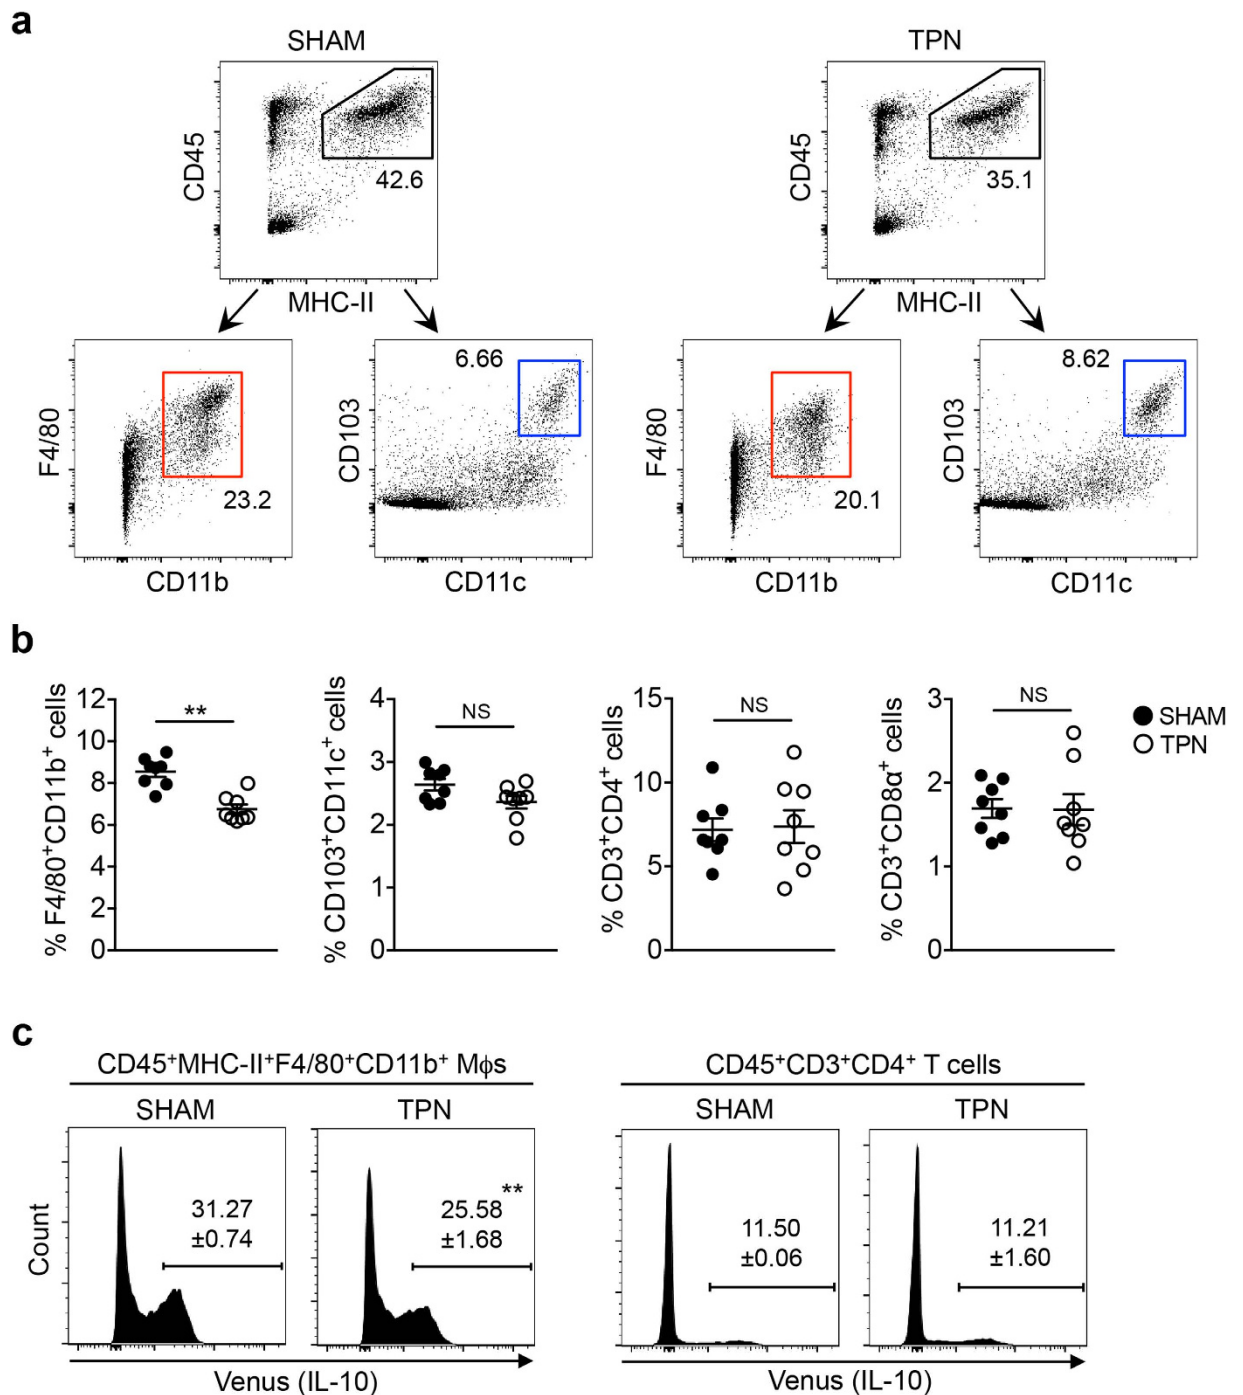 a
SHAM
TPN
CD45
42.6
MHC-II
CD45
35.1
MHC-II
F4/80
23.2
CD11b
6.66
CD103
CD11c
F4/80
20.1
CD11b
8.62
CD103
CD11c
b
% F4/80⁺CD11b⁺ cells
12
10
8
6
4
2
0
**
% CD103⁺CD11c⁺ cells
4
3
2
1
0
NS
% CD3⁺CD4⁺ cells
15
10
5
0
NS
% CD3⁺CD8α⁺ cells
3
2
1
0
NS
SHAM
TPN
c
CD45⁺MHC-II⁺F4/80⁺CD11b⁺ Mϕs
CD45⁺CD3⁺CD4⁺ T cells
SHAM
TPN
SHAM
TPN
Count
31.27
±0.74
25.58
**
±1.68
11.50
±0.06
11.21
±1.60
Venus (IL-10)
Venus (IL-10)